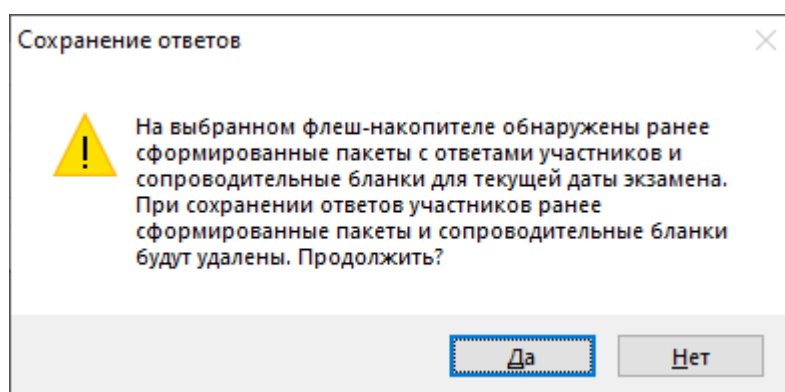 Сохранение ответов
На выбранном флеш-накопителе обнаружены ранее
сформированные пакеты с ответами участников и
сопроводительные бланки для текущей даты экзамена.
При сохранении ответов участников ранее
сформированные пакеты и сопроводительные бланки
будут удалены. Продолжить?
Да
Нет